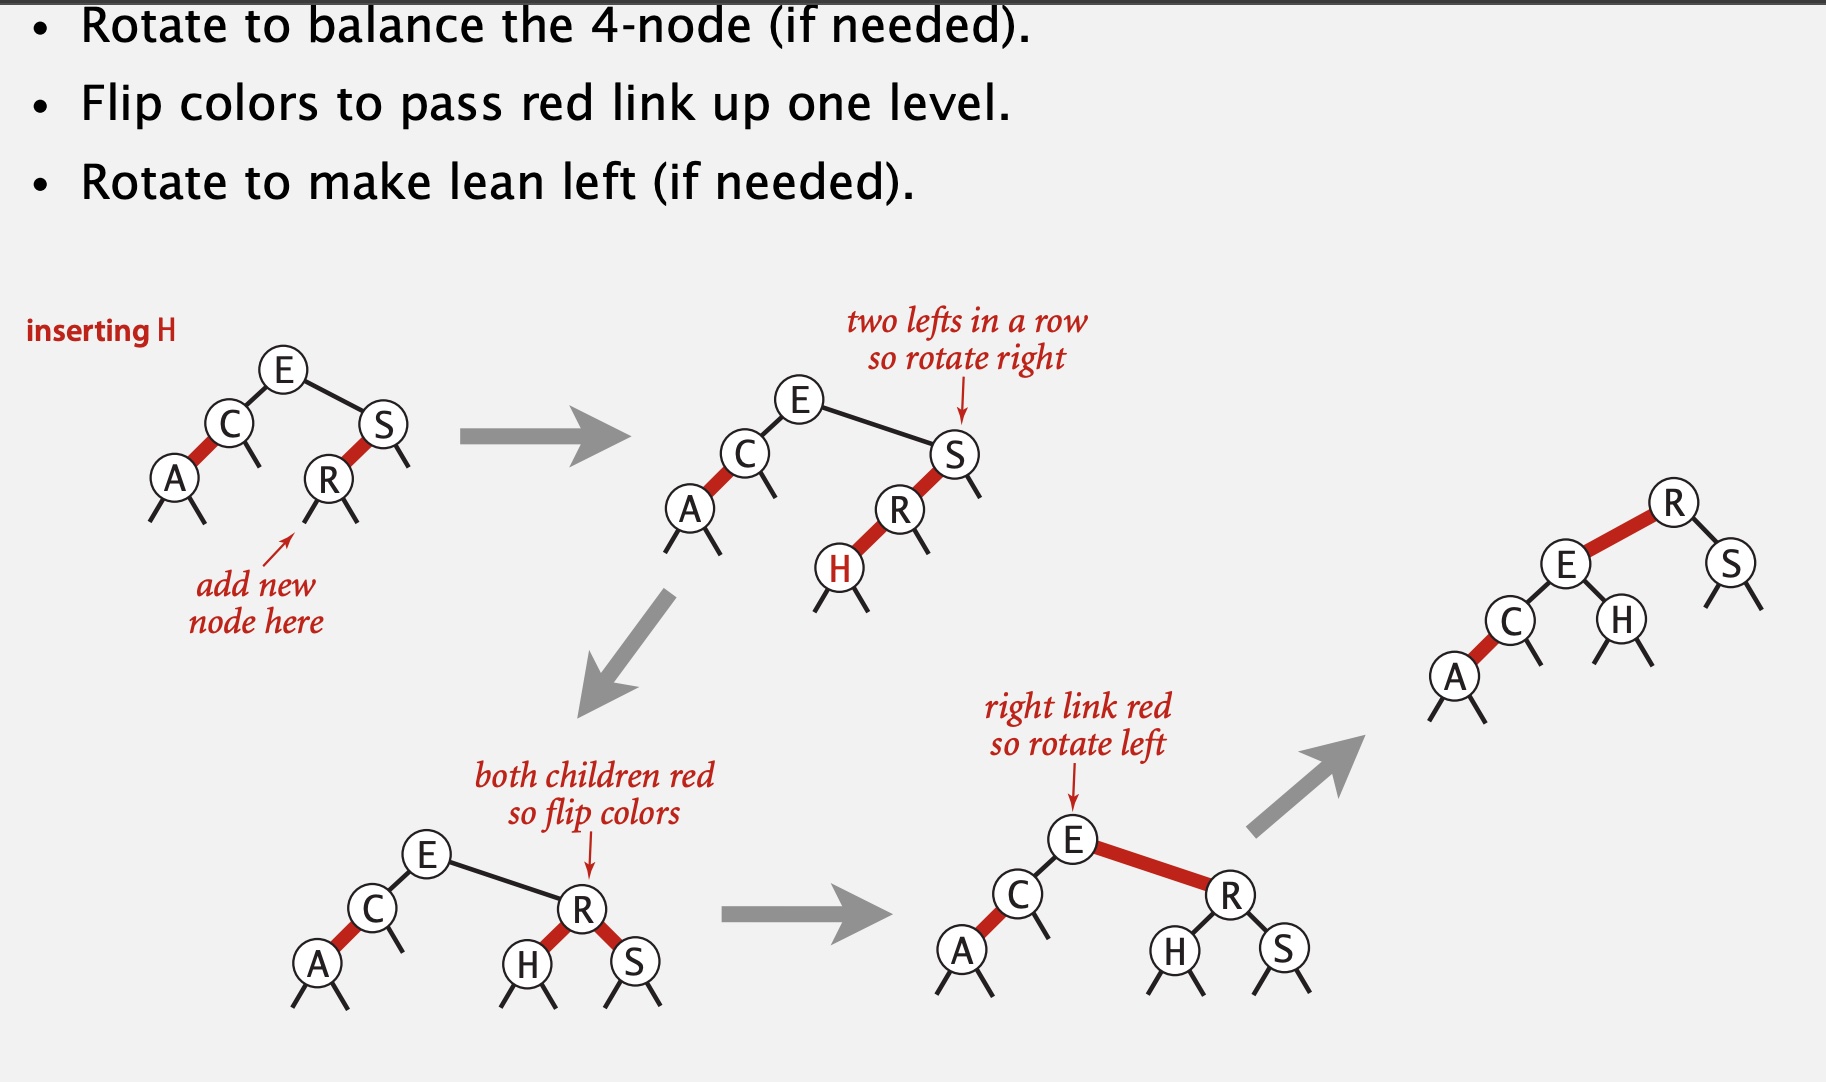 • Rotate to balance the 4-node (if needed).
• Flip colors to pass red link up one level.
• Rotate to make lean left (if needed).
inserting H
E
C
S
A
R
add new
node here
two lefts in a row
so rotate right
E
C
S
A
R
H
both children red
so flip colors
E
C
R
A
H
S
right link red
so rotate left
E
C
R
A
H
S
R
E
S
C
H
A